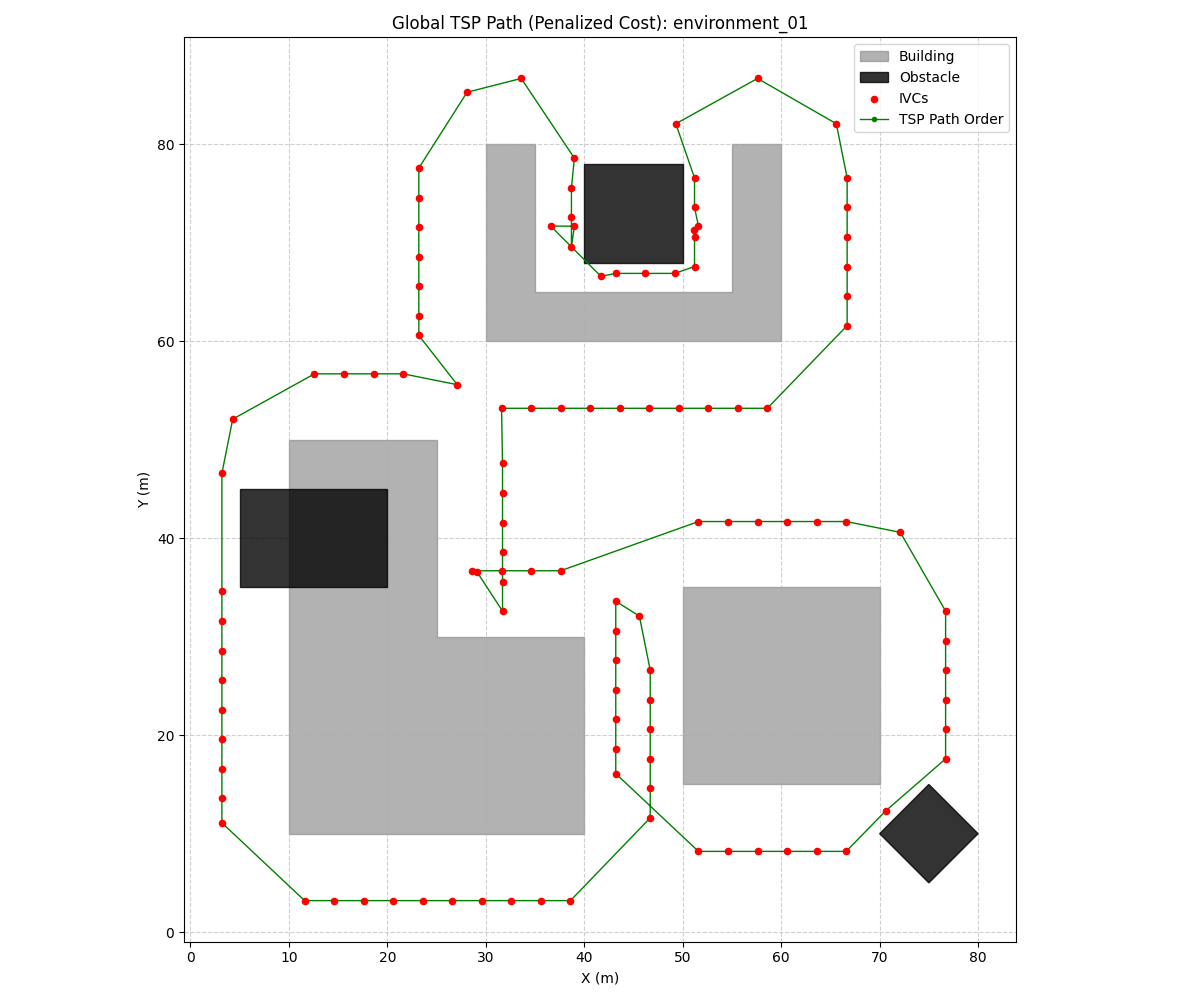 Global TSP Path (Penalized Cost): environment_01
Building
Obstacle
IVCs
TSP Path Order
80
60
40
20
0
Y (m)
0 10 20 30 40 50 60 70 80
X (m)